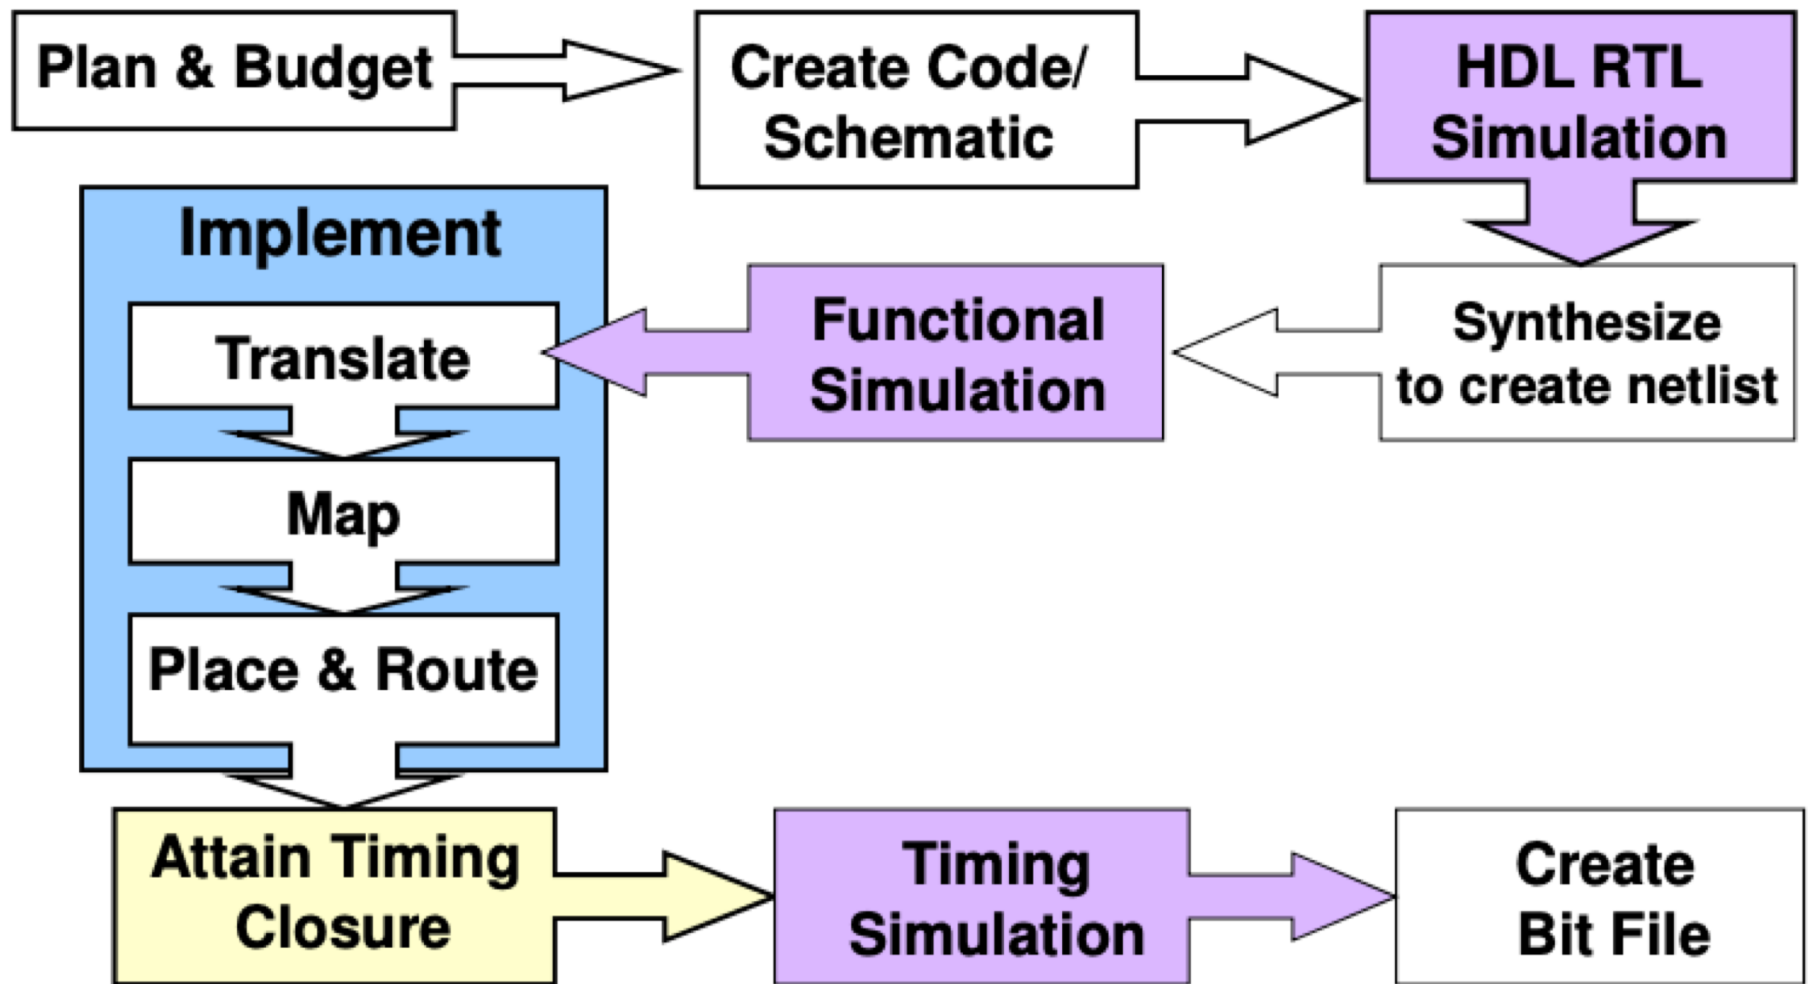 Plan & Budget
Create Code/
Schematic
HDL RTL
Simulation
Synthesize
to create netlist
Functional
Simulation
Implement
Translate
Map
Place & Route
Attain Timing
Closure
Timing
Simulation
Create
Bit File